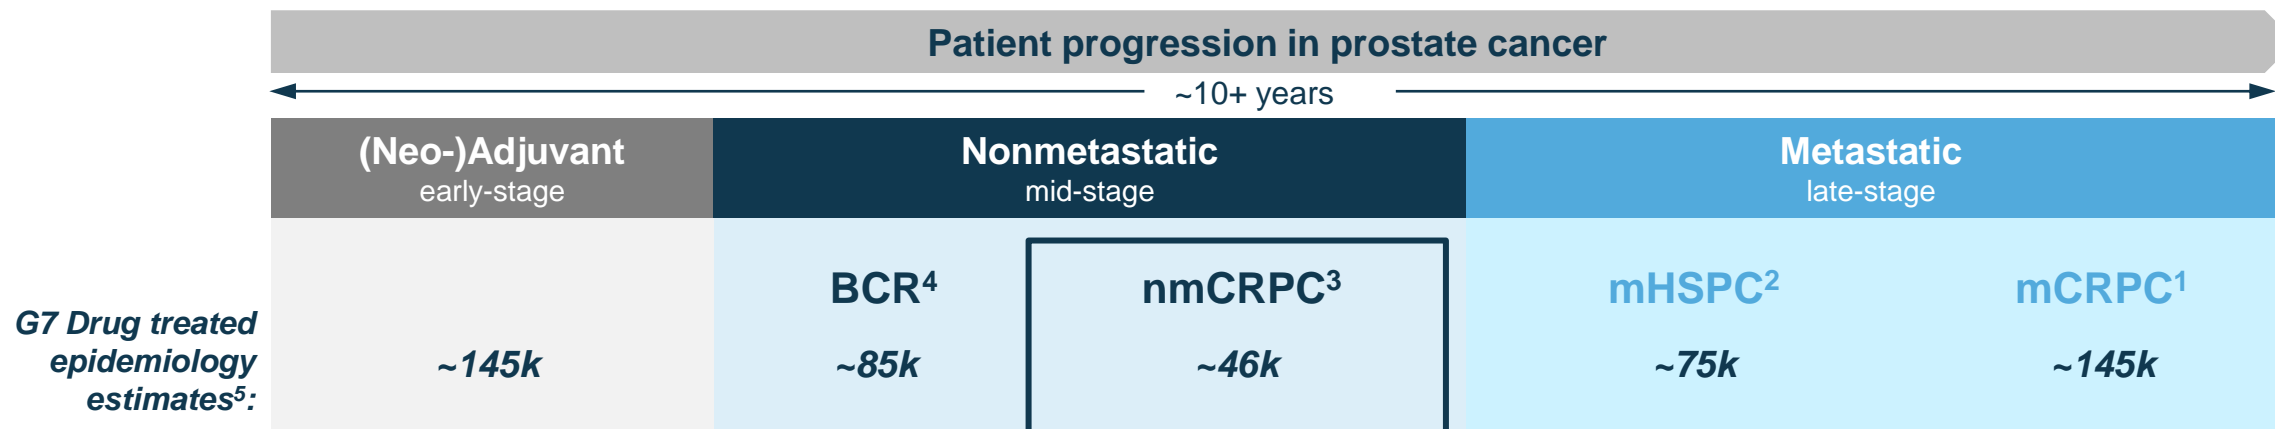 Patient progression in prostate cancer
~10+ years
(Neo-)Adjuvant
early-stage
Nonmetastatic
mid-stage
Metastatic
late-stage
BCR⁴
nmCRPC³
mHSPC²
mCRPC¹
G7 Drug treated
epidemiology
estimates⁵:
~145k
~85k
~46k
~75k
~145k